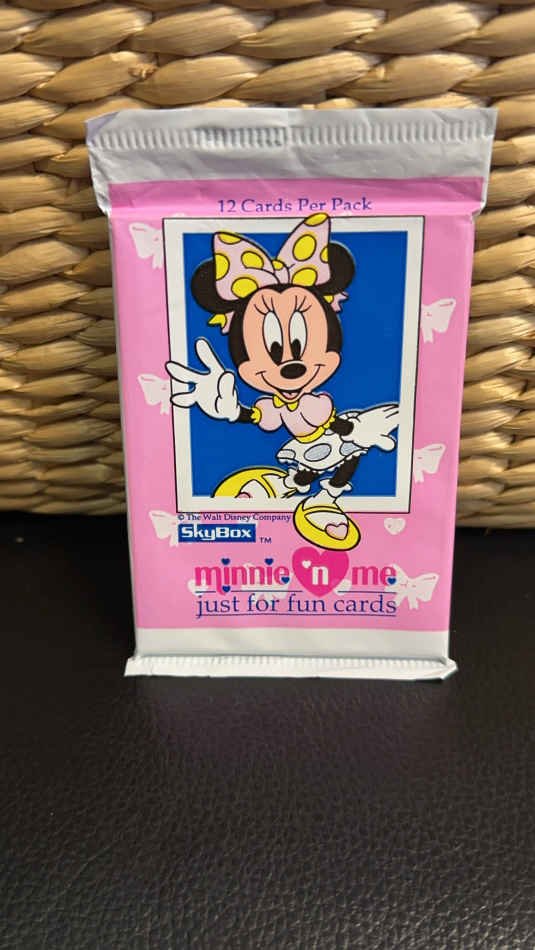 12 Cards Per Pack
© The Walt Disney Company
SkyBox TM
minnie 'n me
just for fun cards